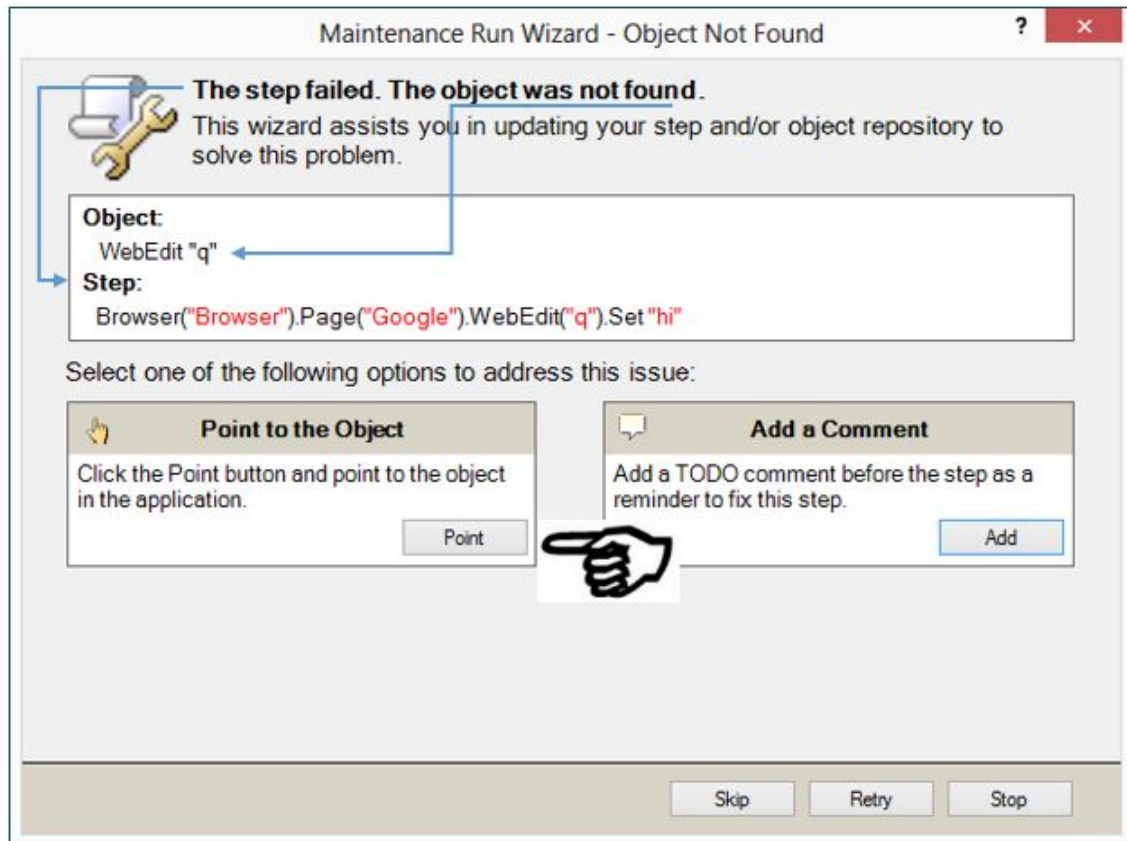 Maintenance Run Wizard - Object Not Found
?
The step failed. The object was not found.
This wizard assists you in updating your step and/or object repository to
solve this problem.
Object:
WebEdit "q"
Step:
Browser("Browser").Page("Google").WebEdit("q").Set "hi"
Select one of the following options to address this issue:
Point to the Object
Click the Point button and point to the object
in the application.
Point
Add a Comment
Add a TODO comment before the step as a
reminder to fix this step.
Add
Skip
Retry
Stop